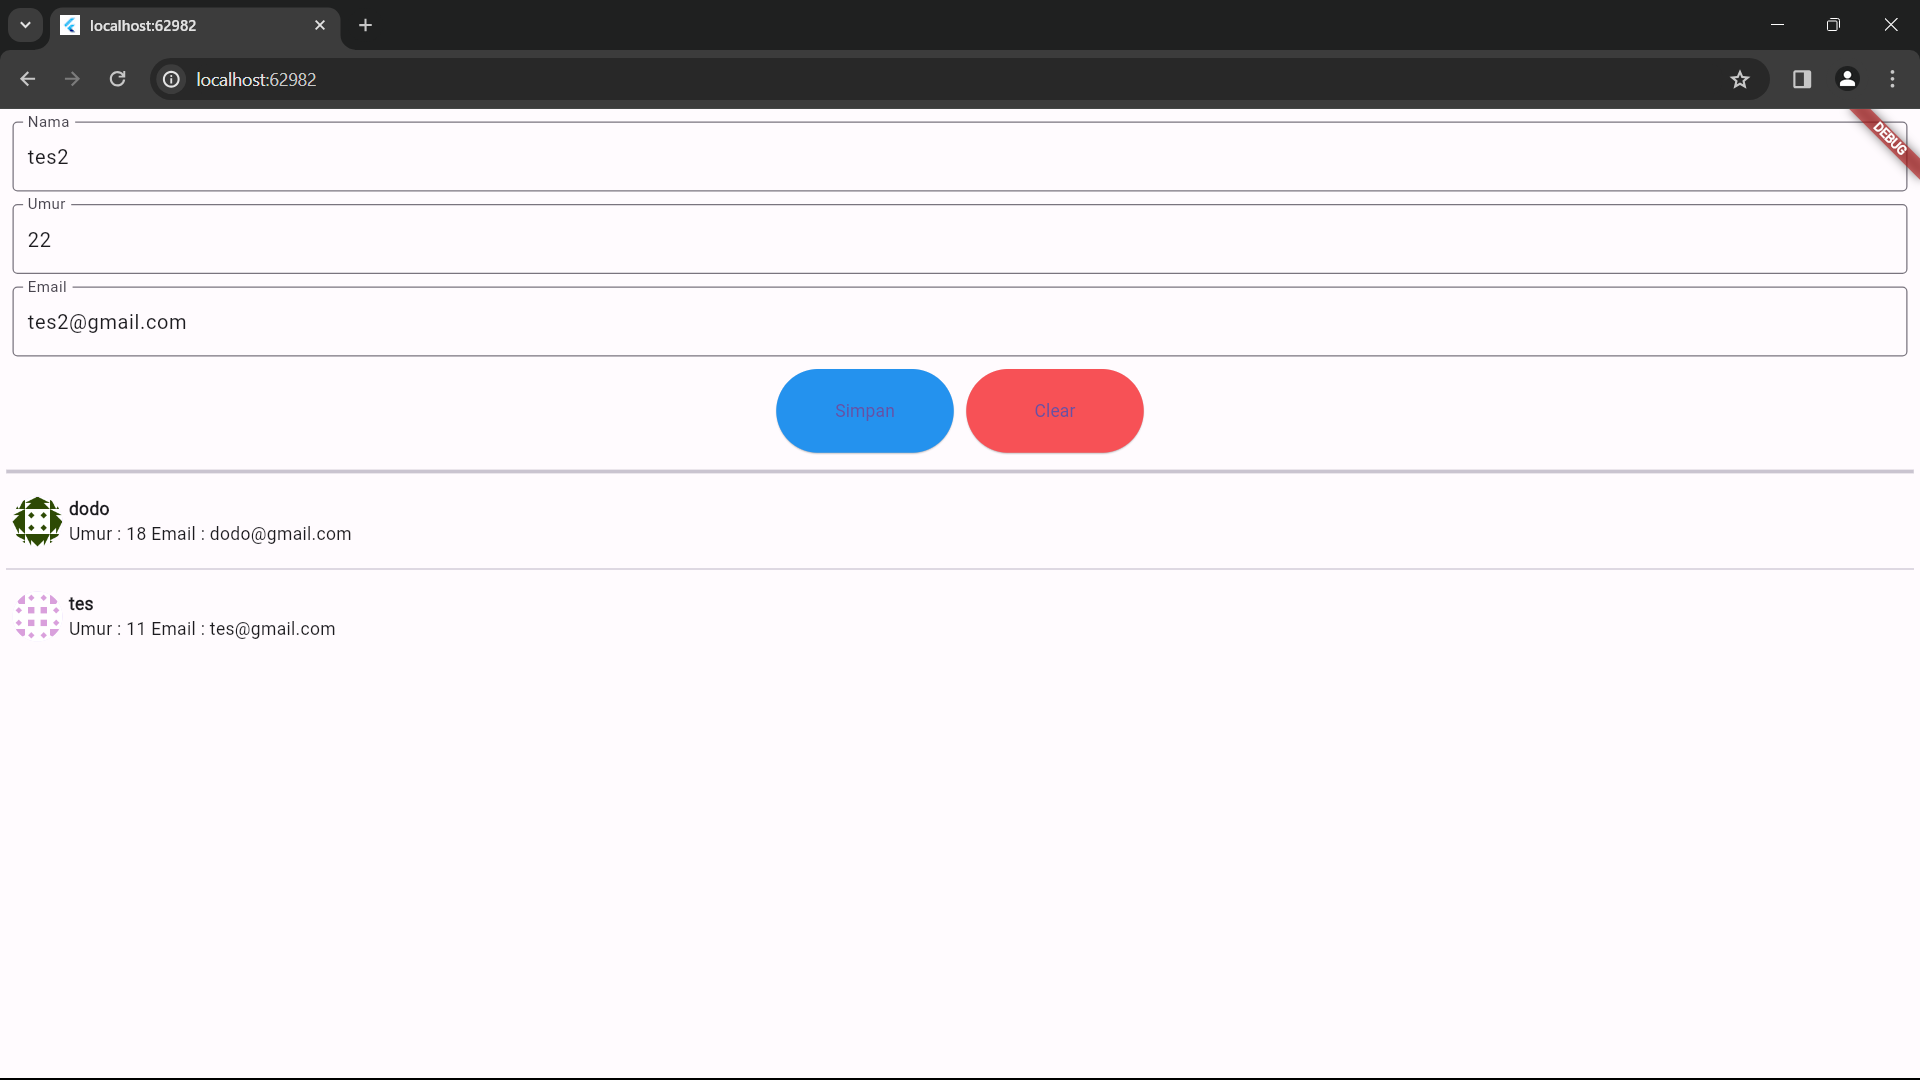 localhost:62982
localhost:62982
DEBUG
Nama
tes2
Umur
22
Email
tes2@gmail.com
Simpan Clear
dodo
Umur : 18 Email : dodo@gmail.com
tes
Umur : 11 Email : tes@gmail.com